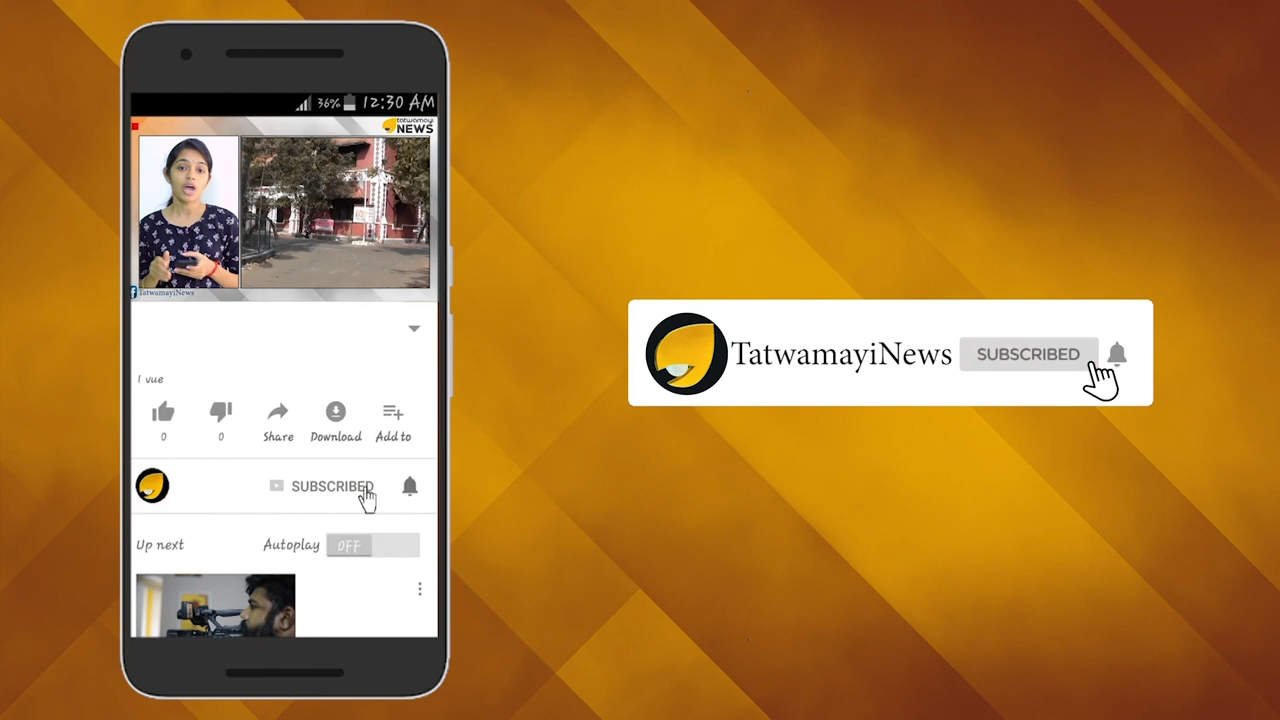 36% 12:30 AM
tatwamayi
NEWS
TatwamayiNews
1 vue
0 0 Share Download Add to
SUBSCRIBED
Up next Autoplay OFF
TatwamayiNews SUBSCRIBED